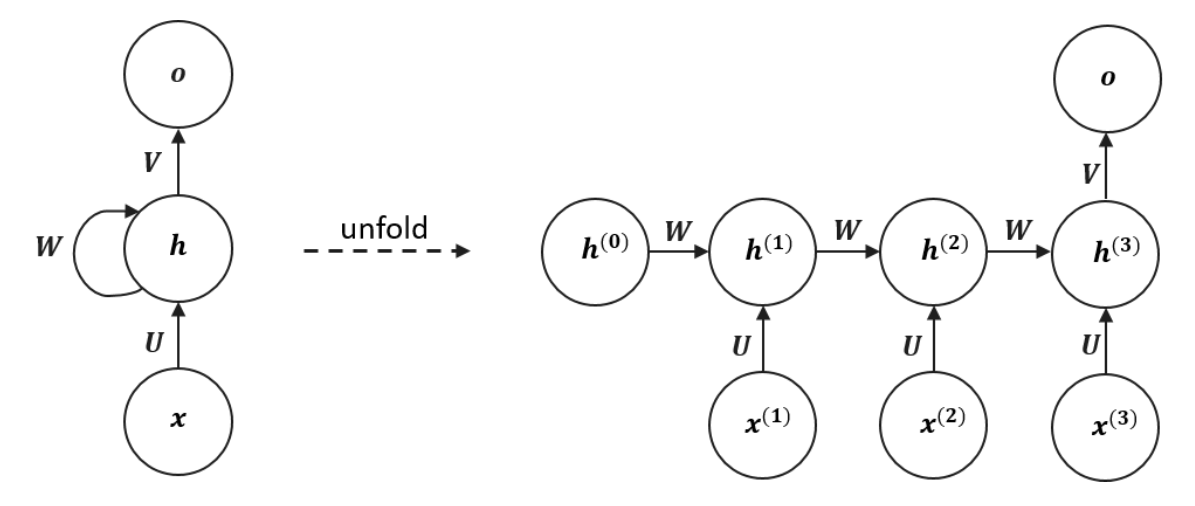 o
V
W
h
U
x
unfold
h^(0)
W
h^(1)
W
h^(2)
W
h^(3)
V
o
U
U
U
x^(1)
x^(2)
x^(3)